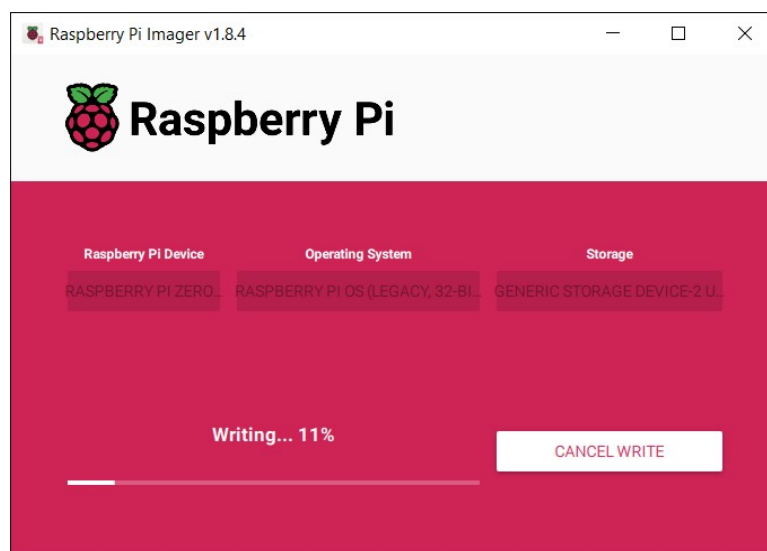 Raspberry Pi Imager v1.8.4
Raspberry Pi
Raspberry Pi Device
Operating System
Storage
RASPBERRY PI ZERO...
RASPBERRY PI OS (LEGACY, 32-BI...
GENERIC STORAGE DEVICE-2 U...
Writing... 11%
CANCEL WRITE